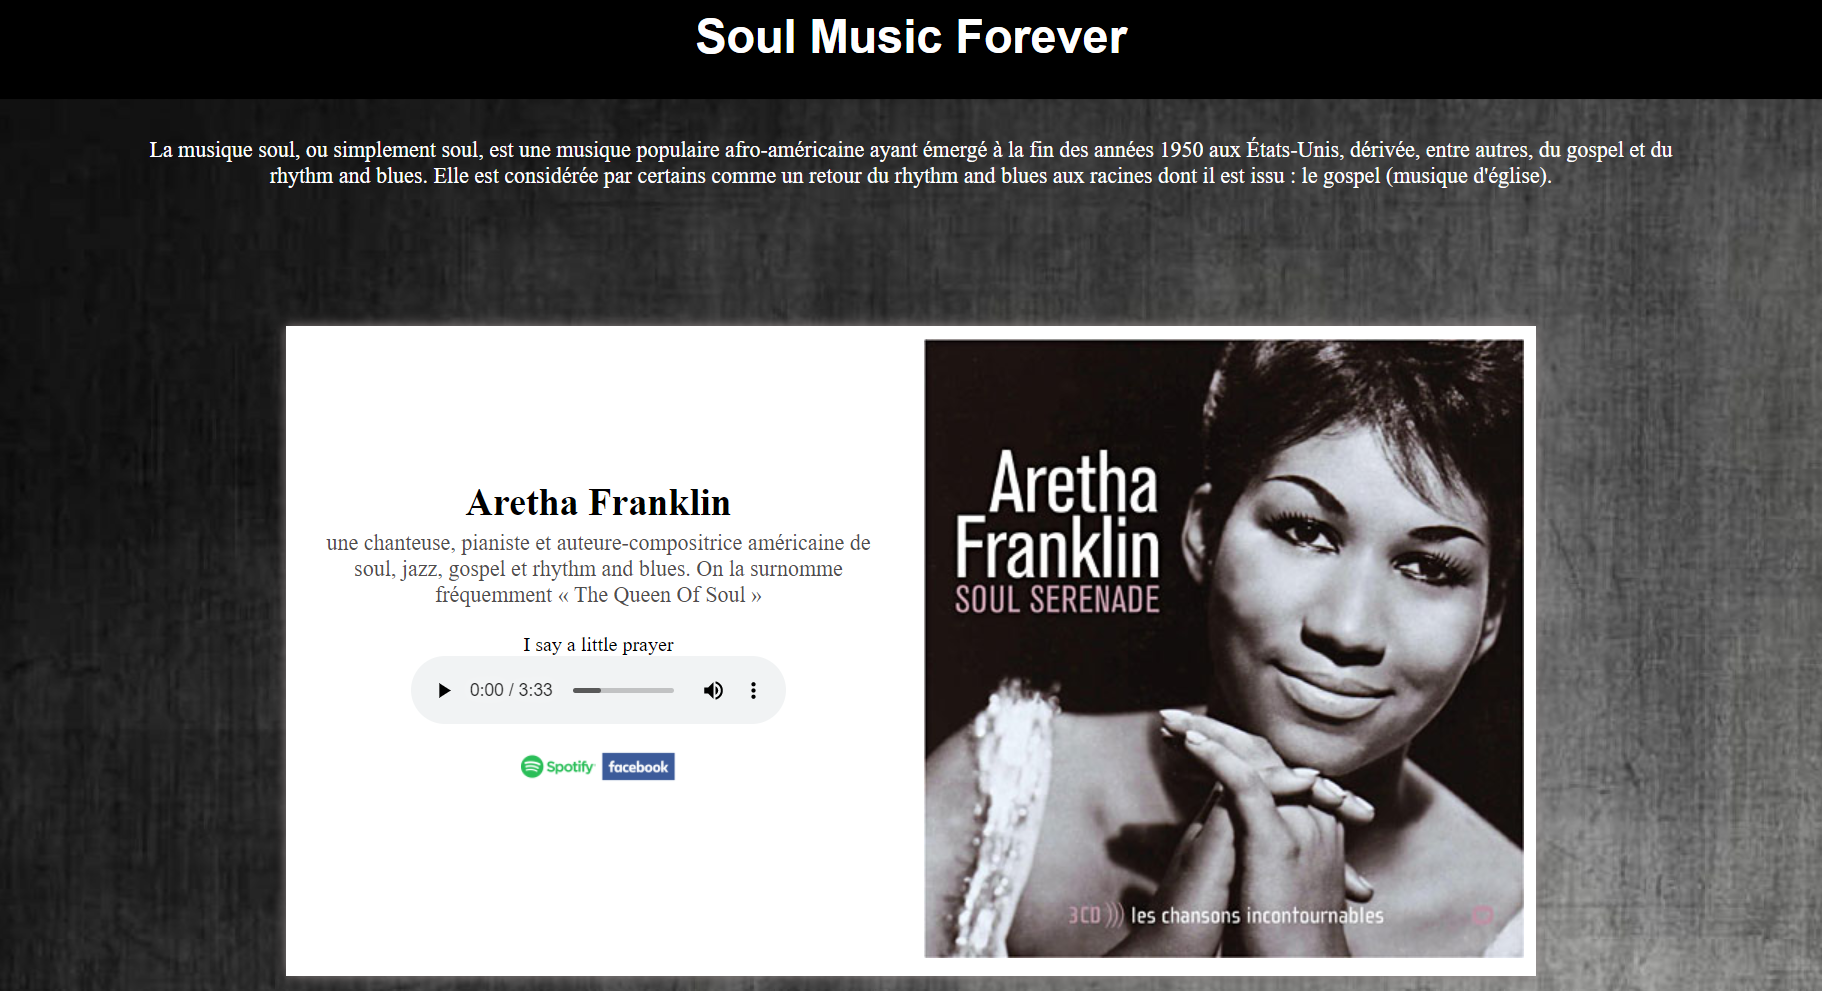 Soul Music Forever
La musique soul, ou simplement soul, est une musique populaire afro-américaine ayant émergé à la fin des années 1950 aux États-Unis, dérivée, entre autres, du gospel et du
rhythm and blues. Elle est considérée par certains comme un retour du rhythm and blues aux racines dont il est issu : le gospel (musique d'église).
Aretha Franklin
une chanteuse, pianiste et auteure-compositrice américaine de
soul, jazz, gospel et rhythm and blues. On la surnomme
fréquemment « The Queen Of Soul »
I say a little prayer
0:00 / 3:33
Spotify facebook
Aretha
Franklin
SOUL SERENADE
3CD ))) les chansons incontournables